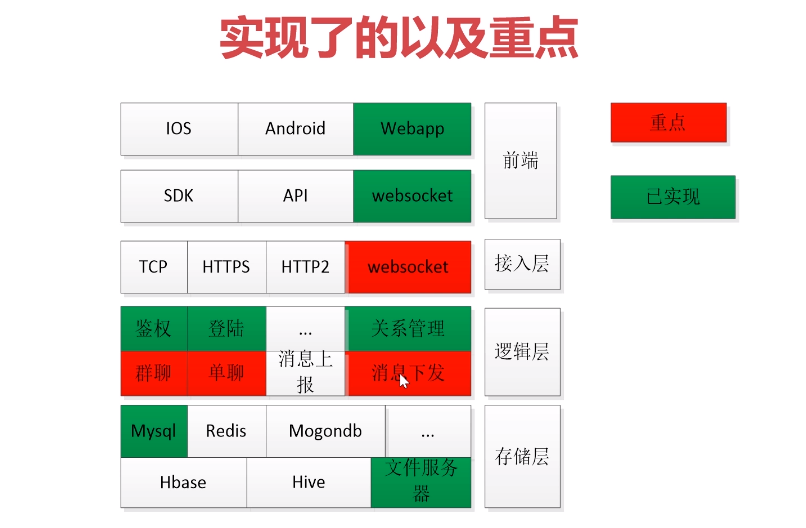 实现了的以及重点
IOS
Android
Webapp
前端
重点
SDK
API
websocket
已实现
TCP
HTTPS
HTTP2
websocket
接入层
鉴权
登陆
...
关系管理
逻辑层
群聊
单聊
消息上
报
消息下发
Mysql
Redis
Mogondb
...
存储层
Hbase
Hive
文件服务
器